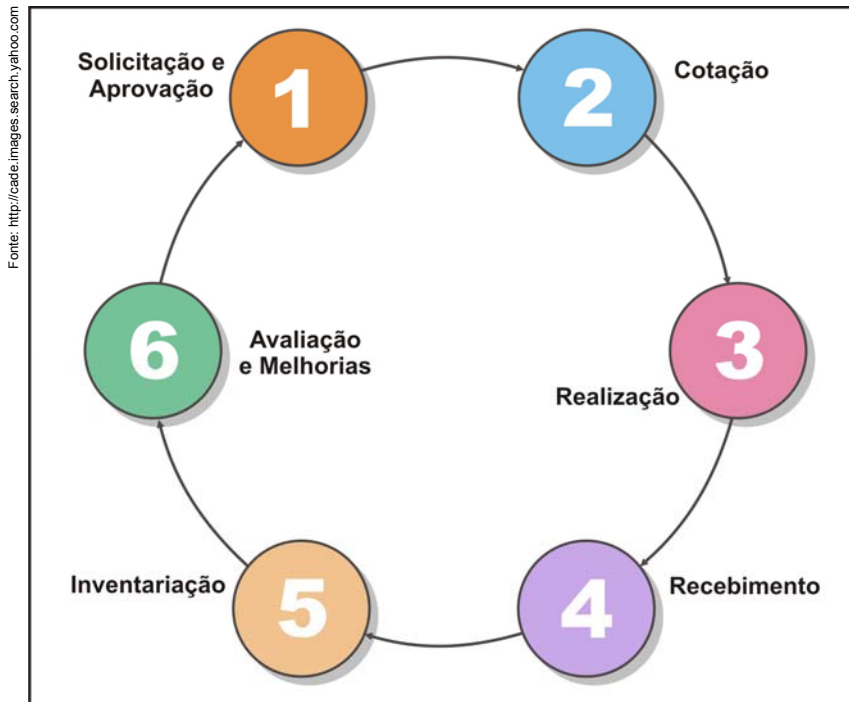 Fonte: http://cade.images.search.yahoo.com
Solicitação e
Aprovação
1
2
Cotação
3
Realização
4
Recebimento
5
Inventariação
6
Avaliação
e Melhorias